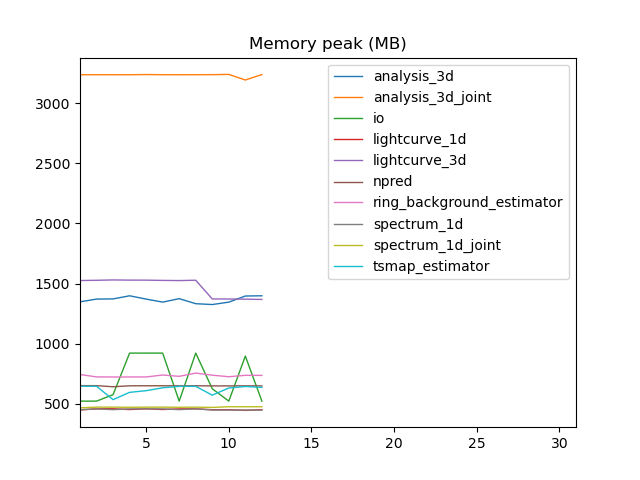 Memory peak (MB)
3000
2500
2000
1500
1000
500
analysis_3d
analysis_3d_joint
io
lightcurve_1d
lightcurve_3d
npred
ring_background_estimator
spectrum_1d
spectrum_1d_joint
tsmap_estimator
5 10 15 20 25 30